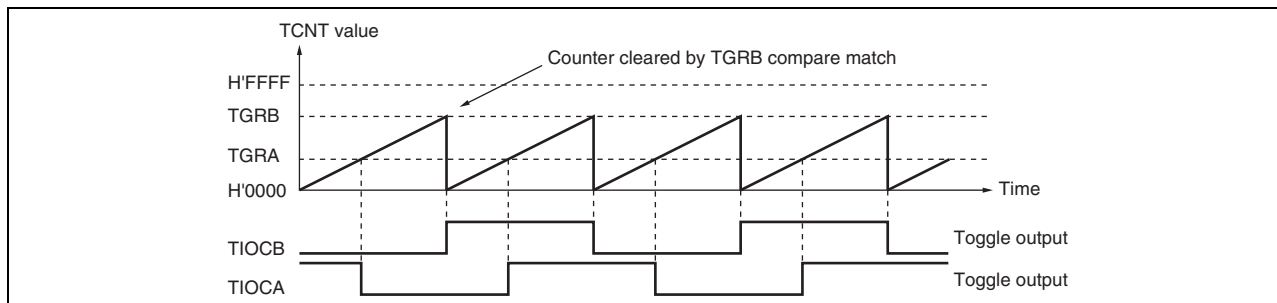 TCNT value
Counter cleared by TGRB compare match
H'FFFF
TGRB
TGRA
H'0000
Time
TIOCB
Toggle output
TIOCA
Toggle output